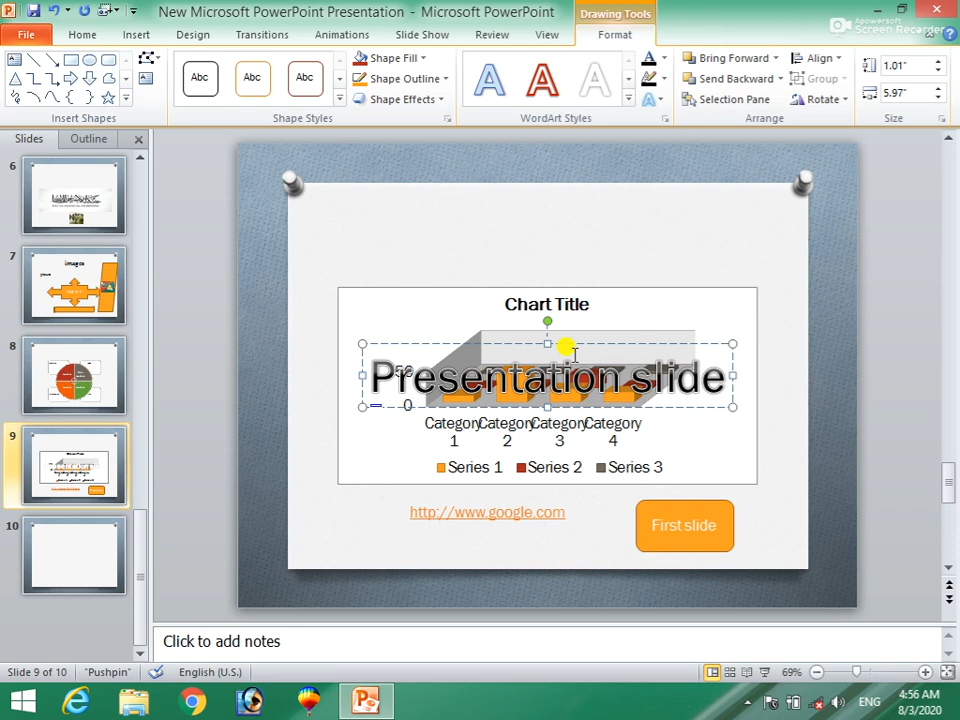 New Microsoft PowerPoint Presentation - Microsoft PowerPoint
Drawing Tools
Apowersoft
Screen Recorder
File Home Insert Design Transitions Animations Slide Show Review View Format
Abc Abc Abc
Shape Fill
Shape Outline
Shape Effects
A A A
A
A
Bring Forward
Send Backward
Selection Pane
Align
Group
Rotate
1.01"
5.97"
Insert Shapes Shape Styles WordArt Styles Arrange Size
Slides Outline
6
7
images
8
9
10
Chart Title
Presentation slide
50
0
Category 1
Category 2
Category 3
Category 4
Series 1 Series 2 Series 3
http://www.google.com
First slide
Click to add notes
Slide 9 of 10 "Pushpin" English (U.S.) 69%
ENG
4:56 AM
8/3/2020